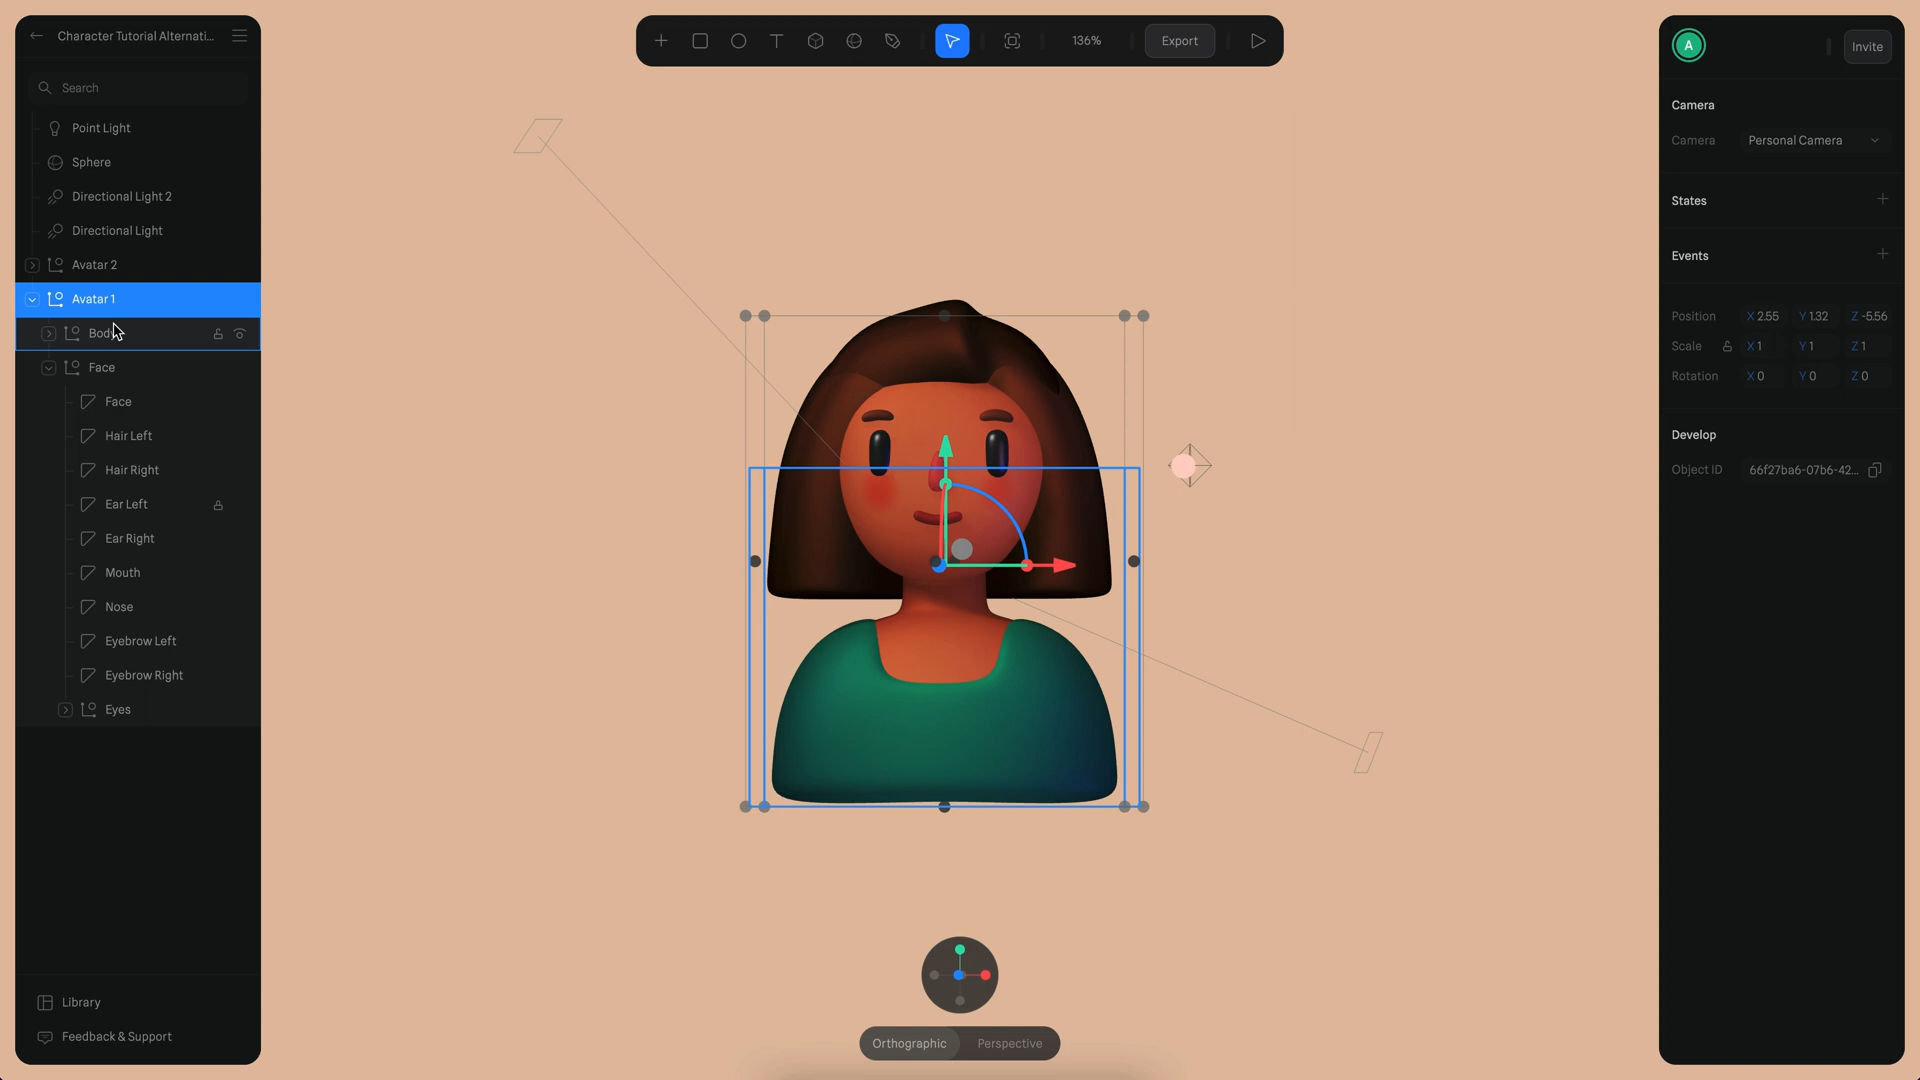 Character Tutorial Alternati...
Search
Point Light
Sphere
Directional Light 2
Directional Light
Avatar 2
Avatar 1
Body
Face
Face
Hair Left
Hair Right
Ear Left
Ear Right
Mouth
Nose
Eyebrow Left
Eyebrow Right
Eyes
Library
Feedback & Support
136%
Export
Orthographic
Perspective
A
Invite
Camera
Camera Personal Camera
States
Events
Position X 2.55 Y 1.32 Z -5.56
Scale X 1 Y 1 Z 1
Rotation X 0 Y 0 Z 0
Develop
Object ID 66f27ba6-07b6-42...